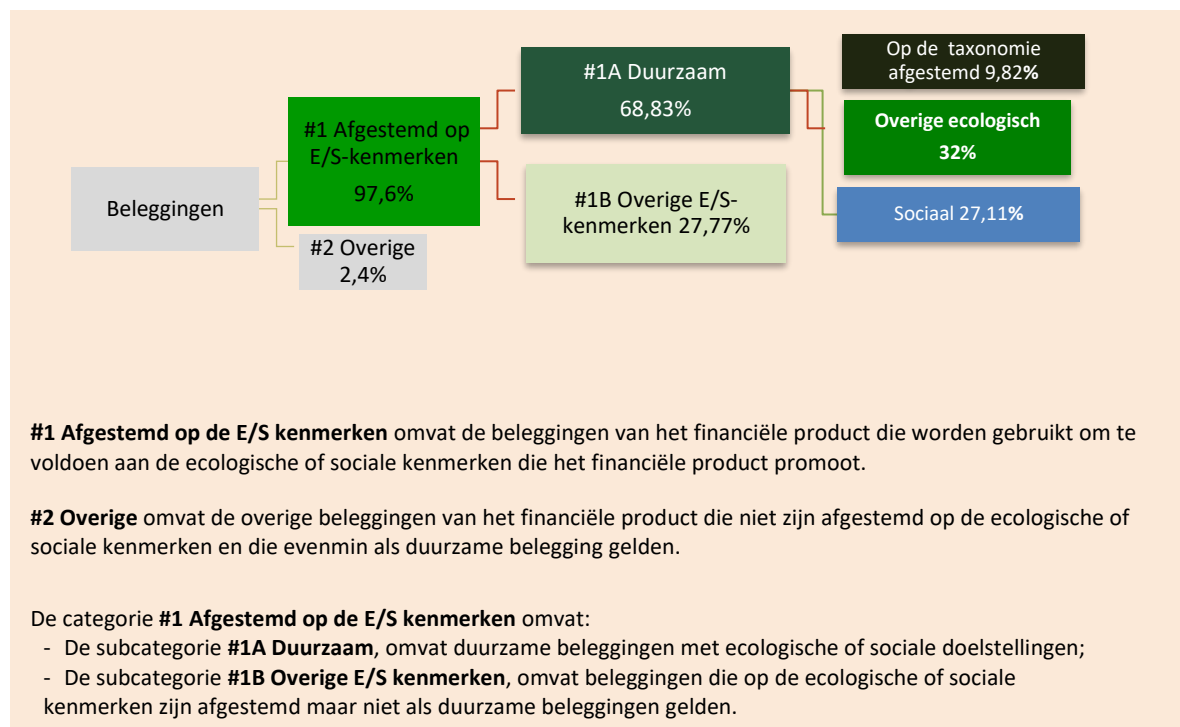 Beleggingen
#1 Afgestemd op
E/S-kenmerken
97,6%
#2 Overige
2,4%
#1A Duurzaam
68,83%
#1B Overige E/S-
kenmerken 27,77%
Op de taxonomie
afgestemd 9,82%
Overige ecologisch
32%
Sociaal 27,11%
#1 Afgestemd op de E/S kenmerken omvat de beleggingen van het financiële product die worden gebruikt om te
voldoen aan de ecologische of sociale kenmerken die het financiële product promoot.
#2 Overige omvat de overige beleggingen van het financiële product die niet zijn afgestemd op de ecologische of
sociale kenmerken en die evenmin als duurzame belegging gelden.
De categorie #1 Afgestemd op de E/S kenmerken omvat:
- De subcategorie #1A Duurzaam, omvat duurzame beleggingen met ecologische of sociale doelstellingen;
- De subcategorie #1B Overige E/S kenmerken, omvat beleggingen die op de ecologische of sociale
kenmerken zijn afgestemd maar niet als duurzame beleggingen gelden.